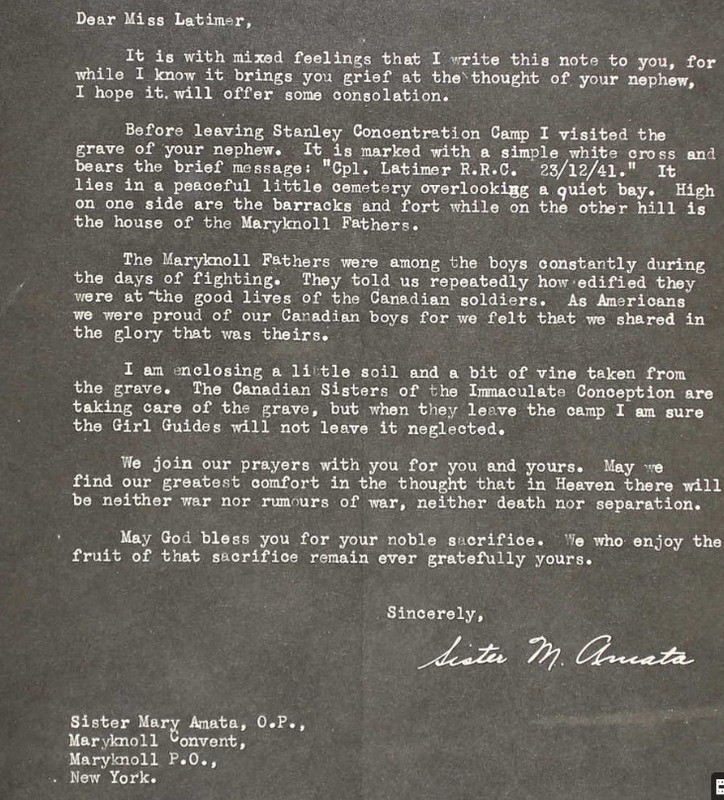 Dear Miss Latimer,
It is with mixed feelings that I write this note to you, for
while I know it brings you grief at the thought of your nephew,
I hope it will offer some consolation.
Before leaving Stanley Concentration Camp I visited the
grave of your nephew. It is marked with a simple white cross and
bears the brief message: "Cpl. Latimer R.R.C. 23/12/41." It
lies in a peaceful little cemetery overlooking a quiet bay. High
on one side are the barracks and fort while on the other hill is
the house of the Maryknoll Fathers.
The Maryknoll Fathers were among the boys constantly during
the days of fighting. They told us repeatedly how edified they
were at the good lives of the Canadian soldiers. As Americans
we were proud of our Canadian boys for we felt that we shared in
the glory that was theirs.
I am enclosing a little soil and a bit of vine taken from
the grave. The Canadian Sisters of the Immaculate Conception are
taking care of the grave, but when they leave the camp I am sure
the Girl Guides will not leave it neglected.
We join our prayers with you for you and yours. May we
find our greatest comfort in the thought that in Heaven there will
be neither war nor rumours of war, neither death nor separation.
May God bless you for your noble sacrifice. We who enjoy the
fruit of that sacrifice remain ever gratefully yours.
Sincerely,
Sister M. Amata
Sister Mary Amata, O.P.,
Maryknoll Convent,
Maryknoll P.O.,
New York.